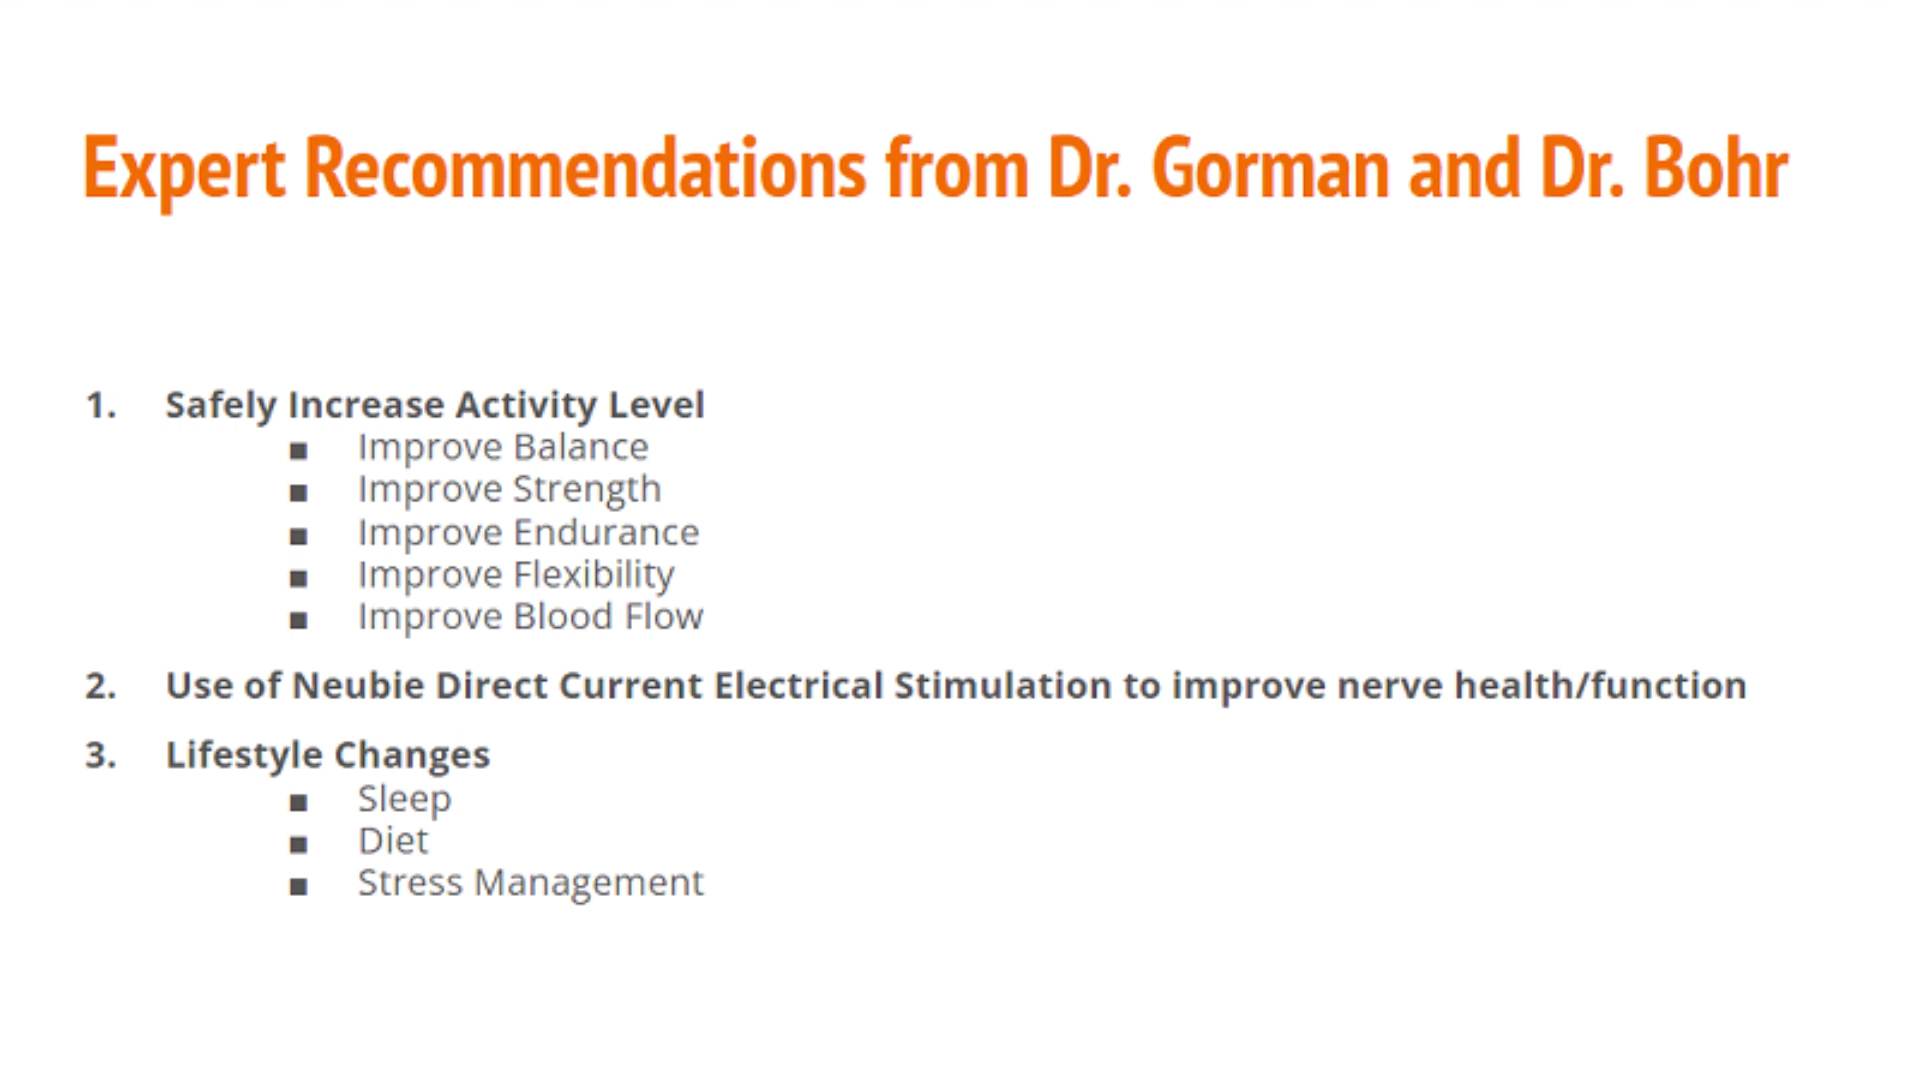 Expert Recommendations from Dr. Gorman and Dr. Bohr
1. Safely Increase Activity Level
■ Improve Balance
■ Improve Strength
■ Improve Endurance
■ Improve Flexibility
■ Improve Blood Flow
2. Use of Neubie Direct Current Electrical Stimulation to improve nerve health/function
3. Lifestyle Changes
■ Sleep
■ Diet
■ Stress Management